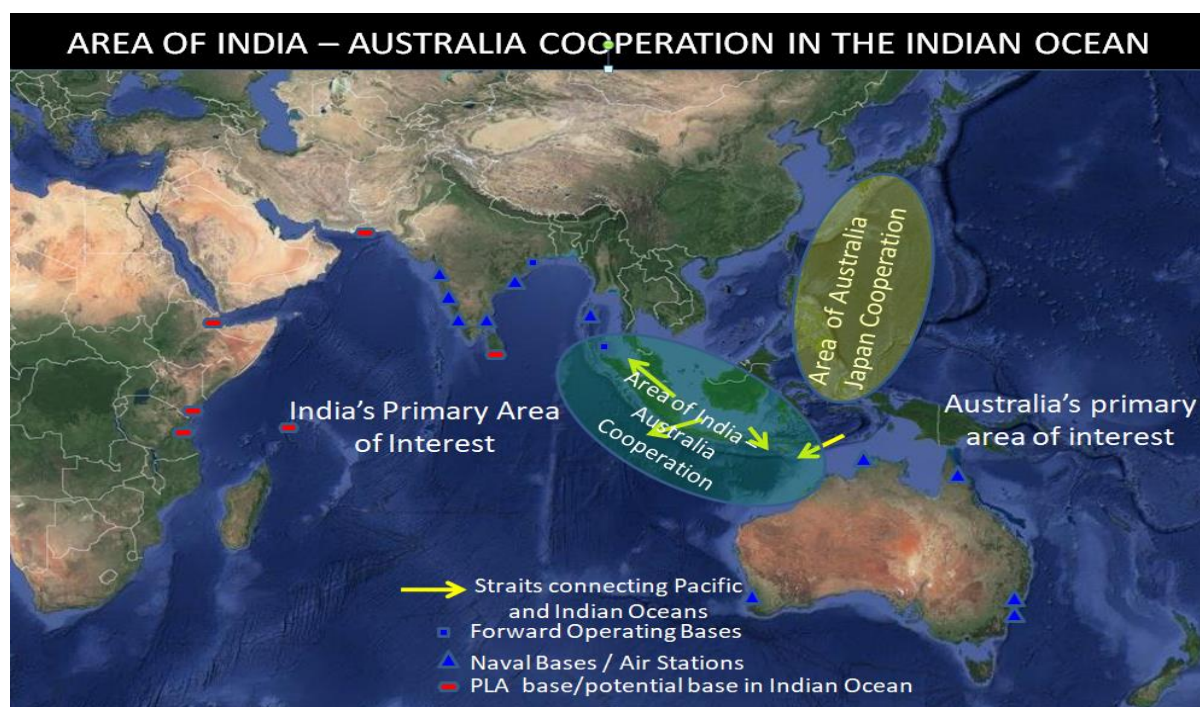 AREA OF INDIA – AUSTRALIA COOPERATION IN THE INDIAN OCEAN
Area of Australia
Japan Cooperation
India's Primary Area
of Interest
Area of India –
Australia
Cooperation
Australia's primary
area of interest
Straits connecting Pacific
and Indian Oceans
Forward Operating Bases
Naval Bases / Air Stations
PLA base/potential base in Indian Ocean